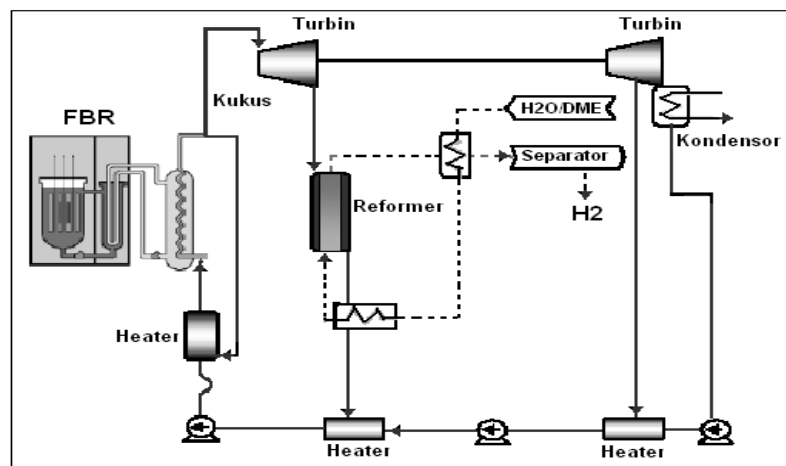 Turbin
Turbin
Kukus
FBR
H2O/DME
Kondensor
Separator
Reformer
H2
Heater
Heater
Heater